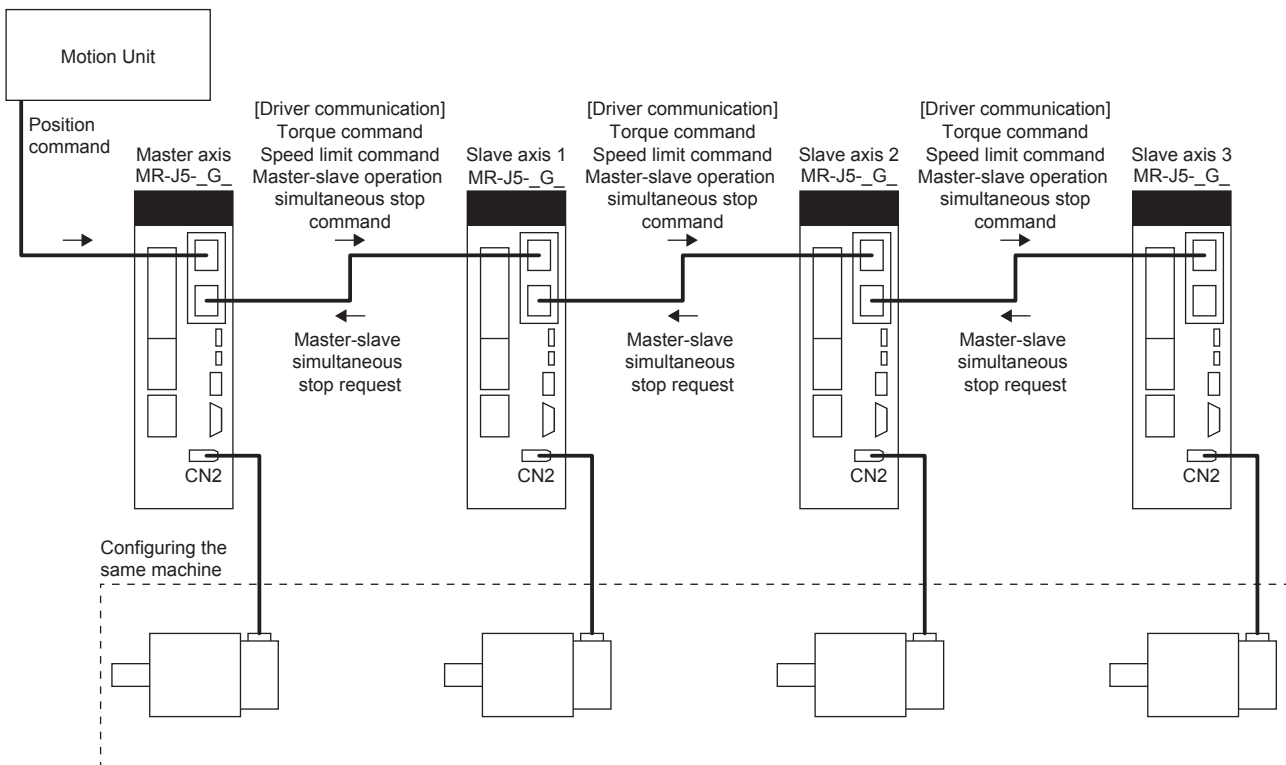 Motion Unit
Position
command
Master axis
MR-J5-_G_
[Driver communication]
Torque command
Speed limit command
Master-slave operation
simultaneous stop
command
Slave axis 1
MR-J5-_G_
[Driver communication]
Torque command
Speed limit command
Master-slave operation
simultaneous stop
command
Slave axis 2
MR-J5-_G_
[Driver communication]
Torque command
Speed limit command
Master-slave operation
simultaneous stop
command
Slave axis 3
MR-J5-_G_
Master-slave
simultaneous
stop request
Master-slave
simultaneous
stop request
Master-slave
simultaneous
stop request
CN2
CN2
CN2
CN2
Configuring the
same machine